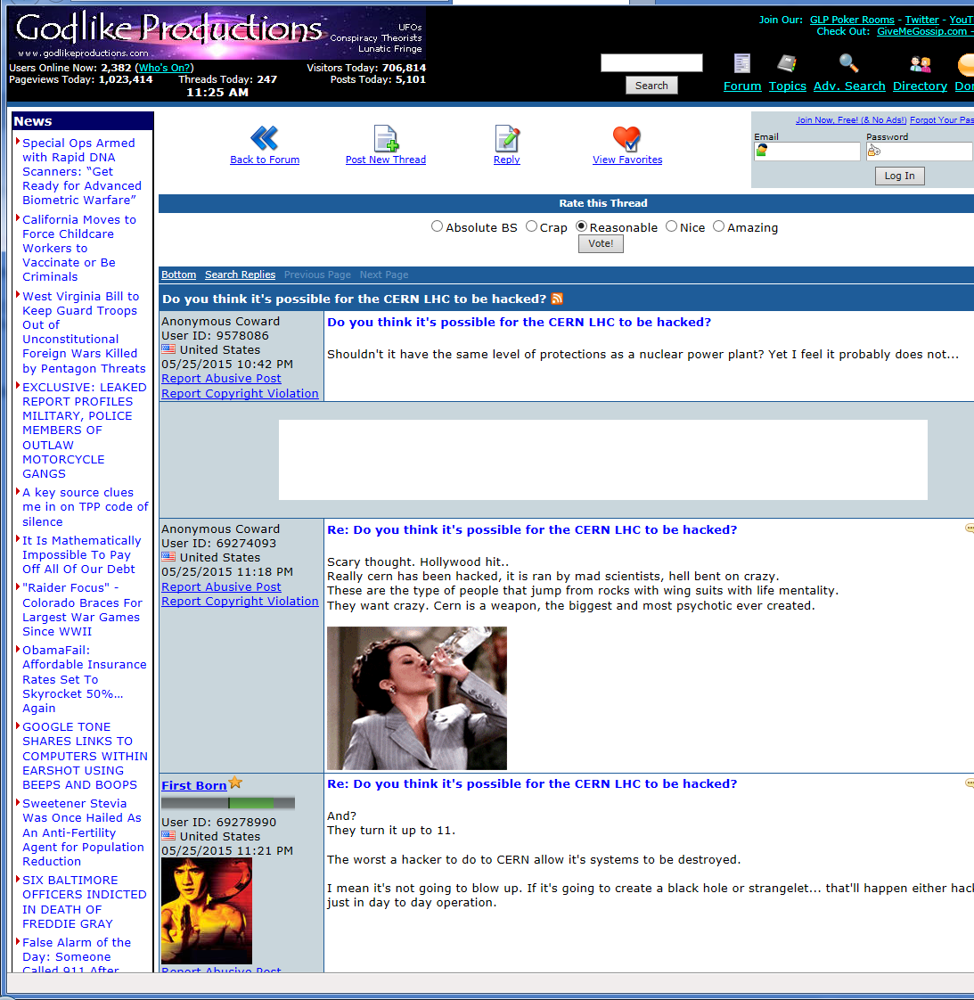 Godlike Productions
www.godlikeproductions.com
UFOs
Conspiracy Theorists
Lunatic Fringe
Users Online Now: 2,382 (Who's On?)
Visitors Today: 706,814
Pageviews Today: 1,023,414
Threads Today: 247
Posts Today: 5,101
11:25 AM
Join Our: GLP Poker Rooms - Twitter - YouT
Check Out: GiveMeGossip.com -
Search
Forum
Topics
Adv. Search
Directory
Do
News
Special Ops Armed
with Rapid DNA
Scanners: “Get
Ready for Advanced
Biometric Warfare”
California Moves to
Force Childcare
Workers to
Vaccinate or Be
Criminals
West Virginia Bill to
Keep Guard Troops
Out of
Unconstitutional
Foreign Wars Killed
by Pentagon Threats
EXCLUSIVE: LEAKED
REPORT PROFILES
MILITARY, POLICE
MEMBERS OF
OUTLAW
MOTORCYCLE
GANGS
A key source clues
me in on TPP code of
silence
It Is Mathematically
Impossible To Pay
Off All Of Our Debt
"Raider Focus" -
Colorado Braces For
Largest War Games
Since WWII
ObamaFail:
Affordable Insurance
Rates Set To
Skyrocket 50%...
Again
GOOGLE TONE
SHARES LINKS TO
COMPUTERS WITHIN
EARSHOT USING
BEEPS AND BOOPS
Sweetener Stevia
Was Once Hailed As
An Anti-Fertility
Agent for Population
Reduction
SIX BALTIMORE
OFFICERS INDICTED
IN DEATH OF
FREDDIE GRAY
False Alarm of the
Day: Someone
Called 911 After
Back to Forum
Post New Thread
Reply
View Favorites
Join Now, Free! (& No Ads!) Forgot Your Pas
Email
Password
Log In
Rate this Thread
Absolute BS Crap Reasonable Nice Amazing
Vote!
Bottom Search Replies Previous Page Next Page
Do you think it's possible for the CERN LHC to be hacked?
Anonymous Coward
User ID: 9578086
United States
05/25/2015 10:42 PM
Report Abusive Post
Report Copyright Violation
Do you think it's possible for the CERN LHC to be hacked?
Shouldn't it have the same level of protections as a nuclear power plant? Yet I feel it probably does not...
Anonymous Coward
User ID: 69274093
United States
05/25/2015 11:18 PM
Report Abusive Post
Report Copyright Violation
Re: Do you think it's possible for the CERN LHC to be hacked?
Scary thought. Hollywood hit..
Really cern has been hacked, it is ran by mad scientists, hell bent on crazy.
These are the type of people that jump from rocks with wing suits with life mentality.
They want crazy. Cern is a weapon, the biggest and most psychotic ever created.
First Born
User ID: 69278990
United States
05/25/2015 11:21 PM
Report Abusive Post
Re: Do you think it's possible for the CERN LHC to be hacked?
And?
They turn it up to 11.
The worst a hacker to do to CERN allow it's systems to be destroyed.
I mean it's not going to blow up. If it's going to create a black hole or strangelet... that'll happen either hac
just in day to day operation.